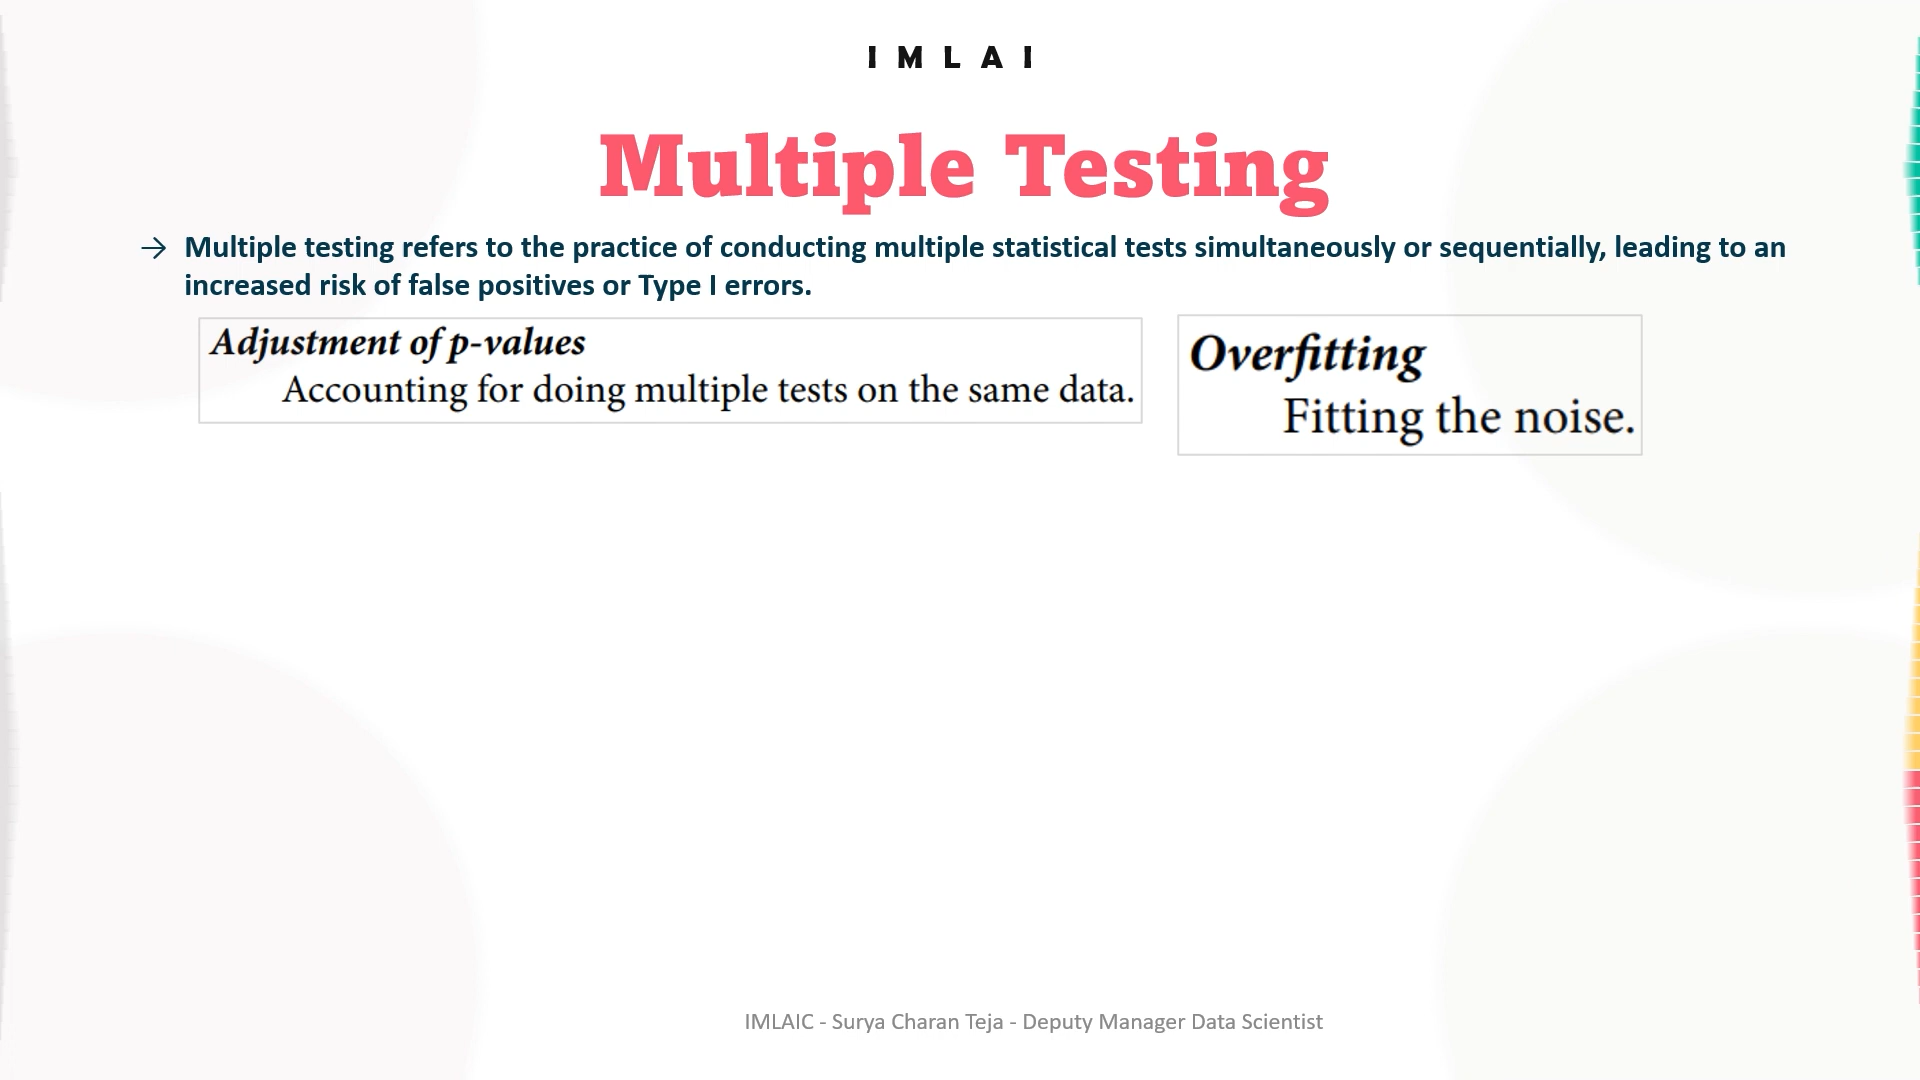 IMLAI
Multiple Testing
→ Multiple testing refers to the practice of conducting multiple statistical tests simultaneously or sequentially, leading to an
increased risk of false positives or Type I errors.
Adjustment of p-values
Accounting for doing multiple tests on the same data.
Overfitting
Fitting the noise.
IMLAIC - Surya Charan Teja - Deputy Manager Data Scientist